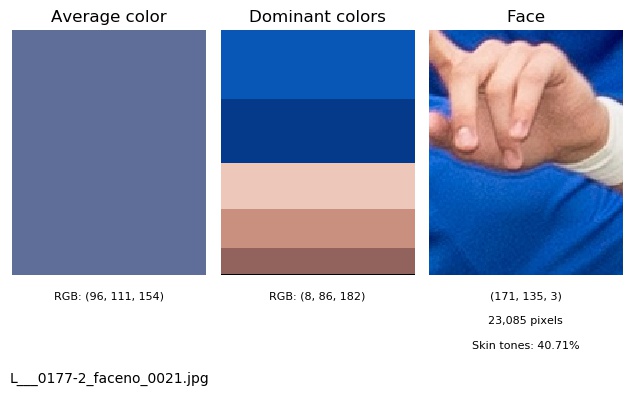 Average color
Dominant colors
Face
RGB: (96, 111, 154)
RGB: (8, 86, 182)
(171, 135, 3)
23,085 pixels
Skin tones: 40.71%
L___0177-2_faceno_0021.jpg